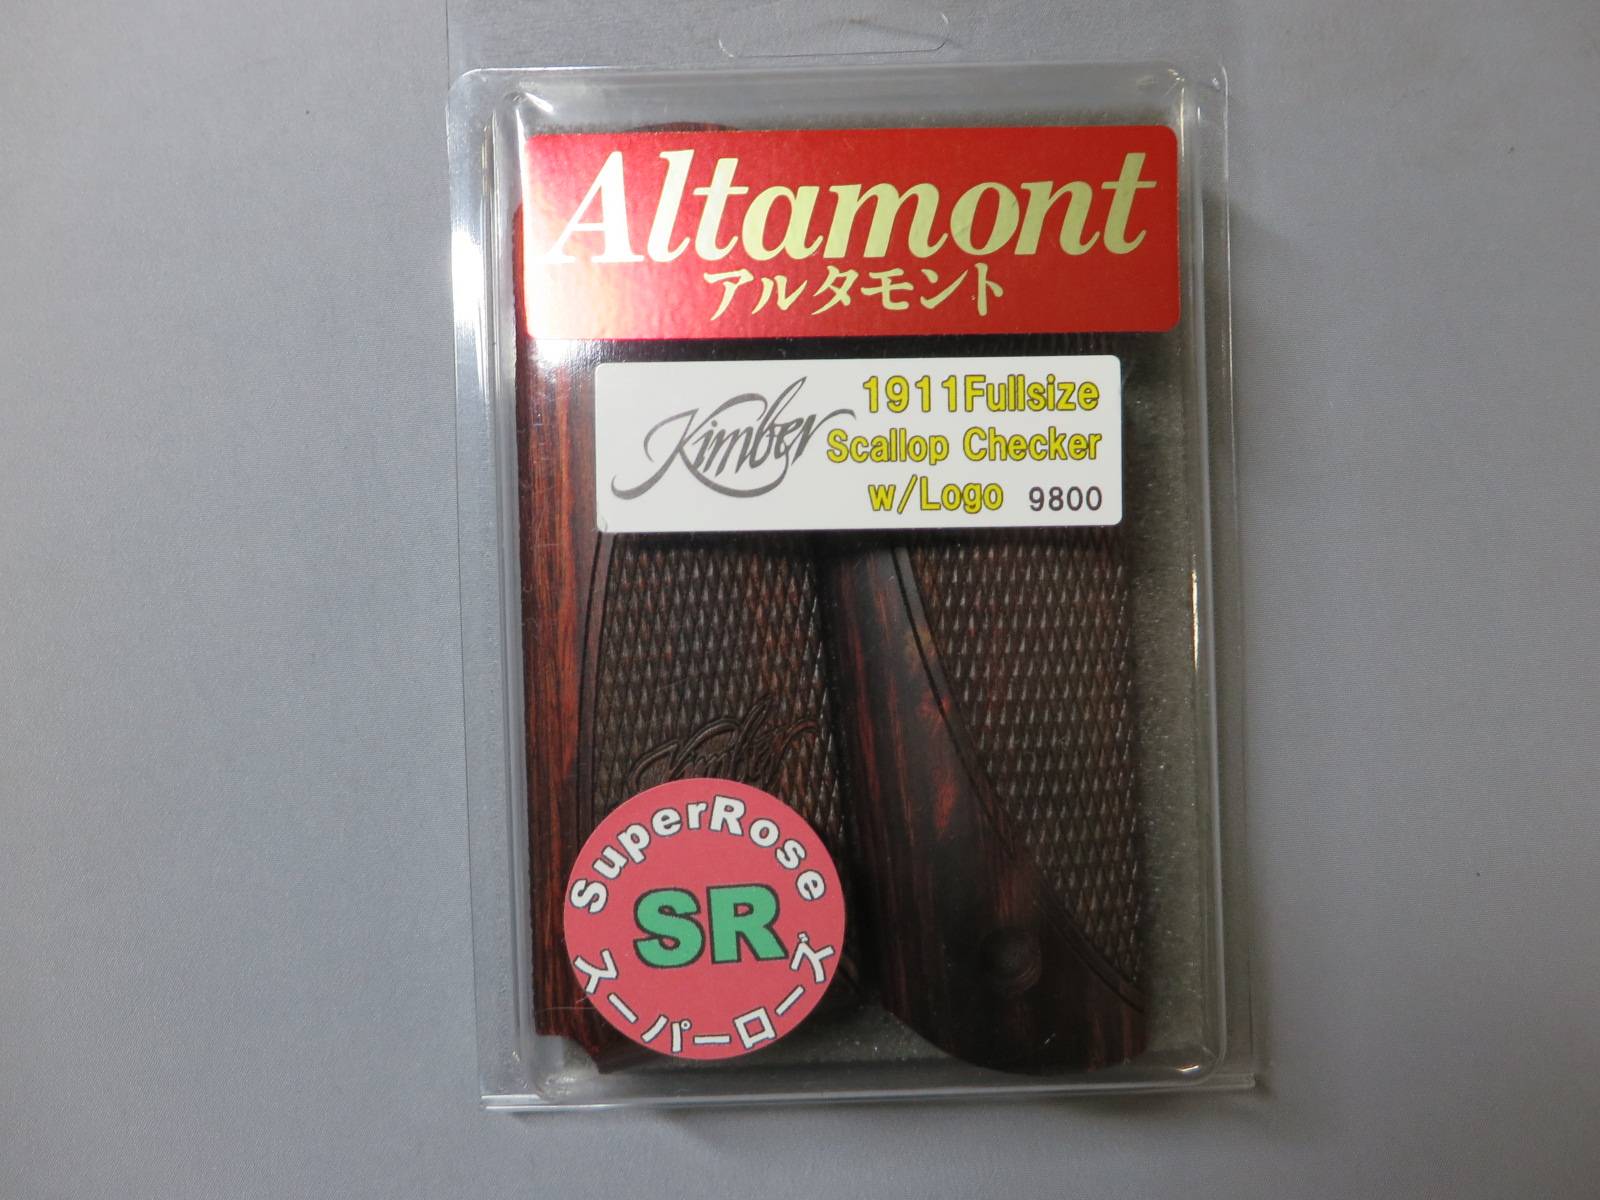 Altamont
アルタモント
Kimber
1911Fullsize
Scallop Checker
w/Logo 9800
Kimber
SuperRose
SR
スーパーローズ